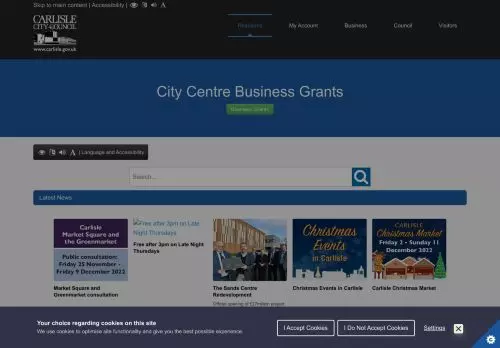 Skip to main content | Accessibility |
CARLISLE
CITY COUNCIL
www.carlisle.gov.uk
Residents
My Account
Business
Council
Visitors
City Centre Business Grants
Business Grants
| Language and Accessibility
Search...
Latest News
Carlisle
Market Square and
the Greenmarket
Public consultation:
Friday 25 November -
Friday 9 December 2022
Market Square and
Greenmarket consultation
Free after 3pm on Late
Night Thursdays
Free after 3pm on Late Night
Thursdays
The Sands Centre
Redevelopment
Official opening of £27million project
Christmas
Events
in Carlisle
Christmas Events in Carlisle
CARLISLE
Christmas Market
Friday 2 - Sunday 11
December 2022
Carlisle Christmas Market
Your choice regarding cookies on this site
We use cookies to optimise site functionality and give you the best possible experience.
I Accept Cookies
I Do Not Accept Cookies
Settings